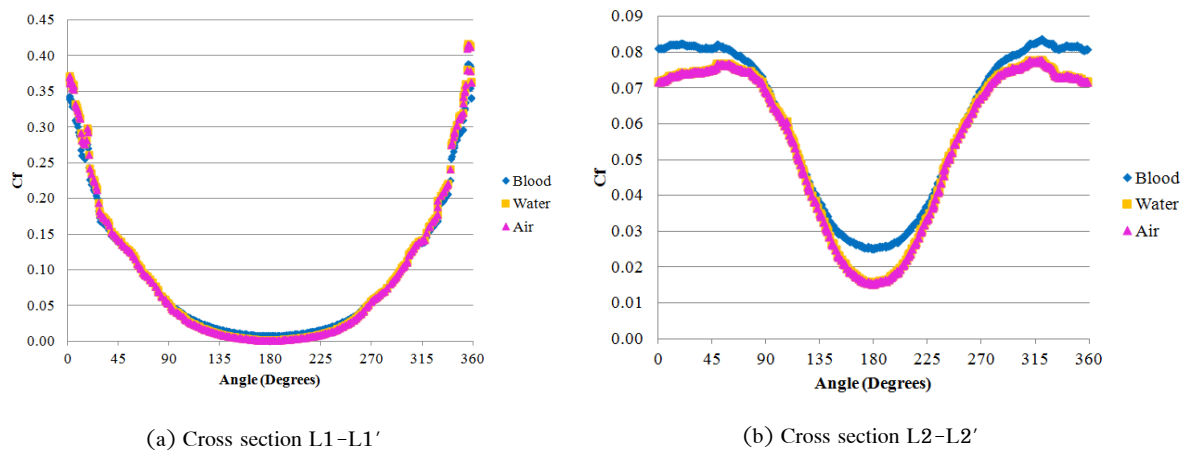 0.45
0.40
0.35
0.30
0.25
0.20
0.15
0.10
0.05
0.00
Cf
0 45 90 135 180 225 270 315 360
Angle (Degrees)
Blood
Water
Air
(a) Cross section L1-L1′
0.09
0.08
0.07
0.06
0.05
0.04
0.03
0.02
0.01
0.00
Cf
0 45 90 135 180 225 270 315 360
Angle (Degrees)
Blood
Water
Air
(b) Cross section L2-L2′